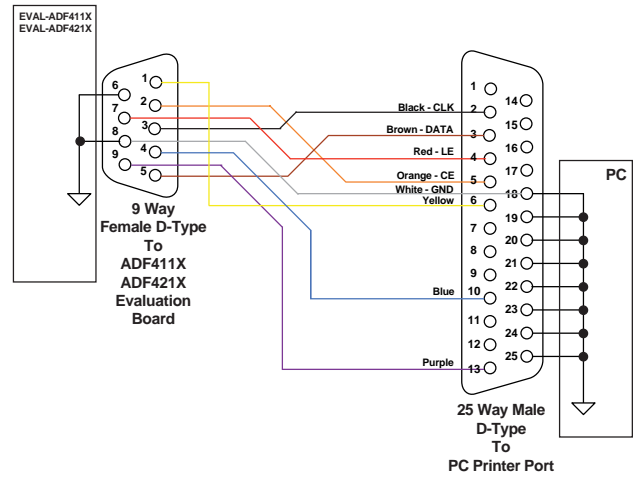 EVAL-ADF411X
EVAL-ADF421X
1
6
2
7
3
8
4
9
5
9 Way
Female D-Type
To
ADF411X
ADF421X
Evaluation
Board
Black - CLK
Brown - DATA
Red - LE
Orange - CE
White - GND
Yellow
Blue
Purple
1
14
2
15
3
16
4
17
5
18
6
19
7
20
8
21
9
22
10
23
11
24
12
25
13
PC
25 Way Male
D-Type
To
PC Printer Port